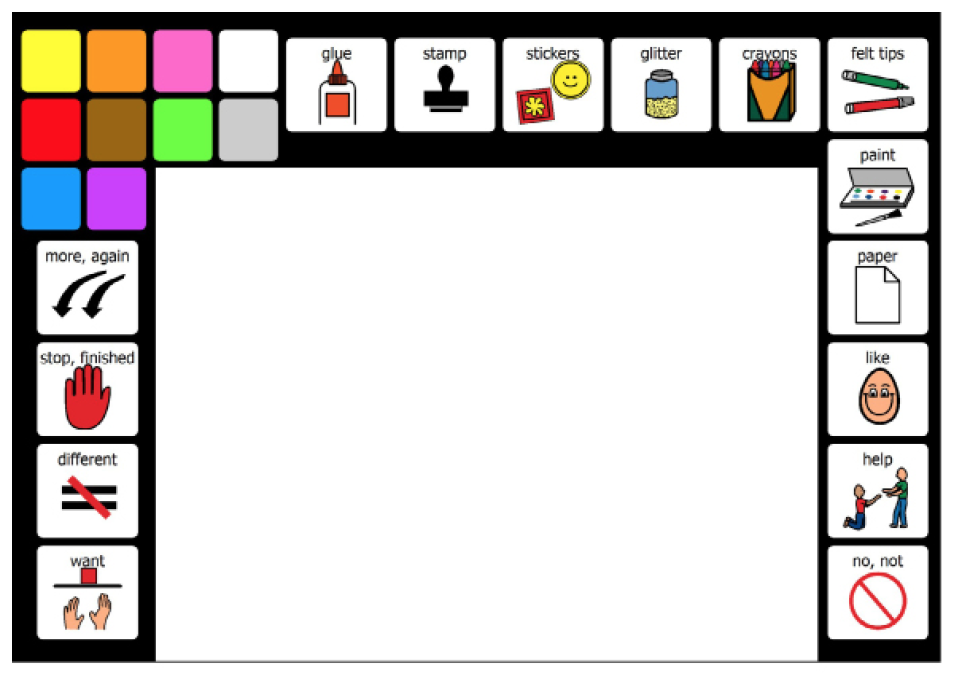 glue
stamp
stickers
glitter
crayons
felt tips
paint
more, again
paper
stop, finished
like
different
help
want
no, not